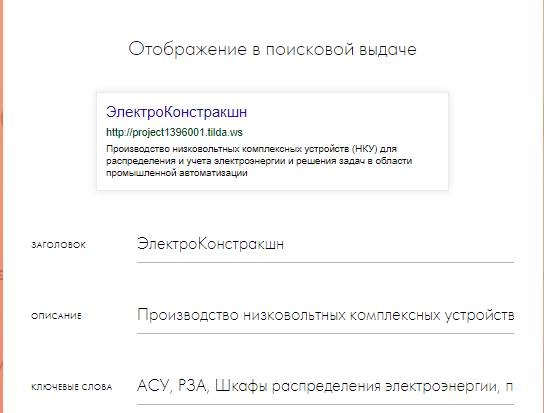 Отображение в поисковой выдаче
ЭлектроКонстракшн
http://project1396001.tilda.ws
Производство низковольтных комплексных устройств (НКУ) для
распределения и учета электроэнергии и решения задач в области
промышленной автоматизации
ЗАГОЛОВОК ЭлектроКонстракшн
ОПИСАНИЕ Производство низковольтных комплексных устройств
КЛЮЧЕВЫЕ СЛОВА АСУ, РЗА, Шкафы распределения электроэнергии, п